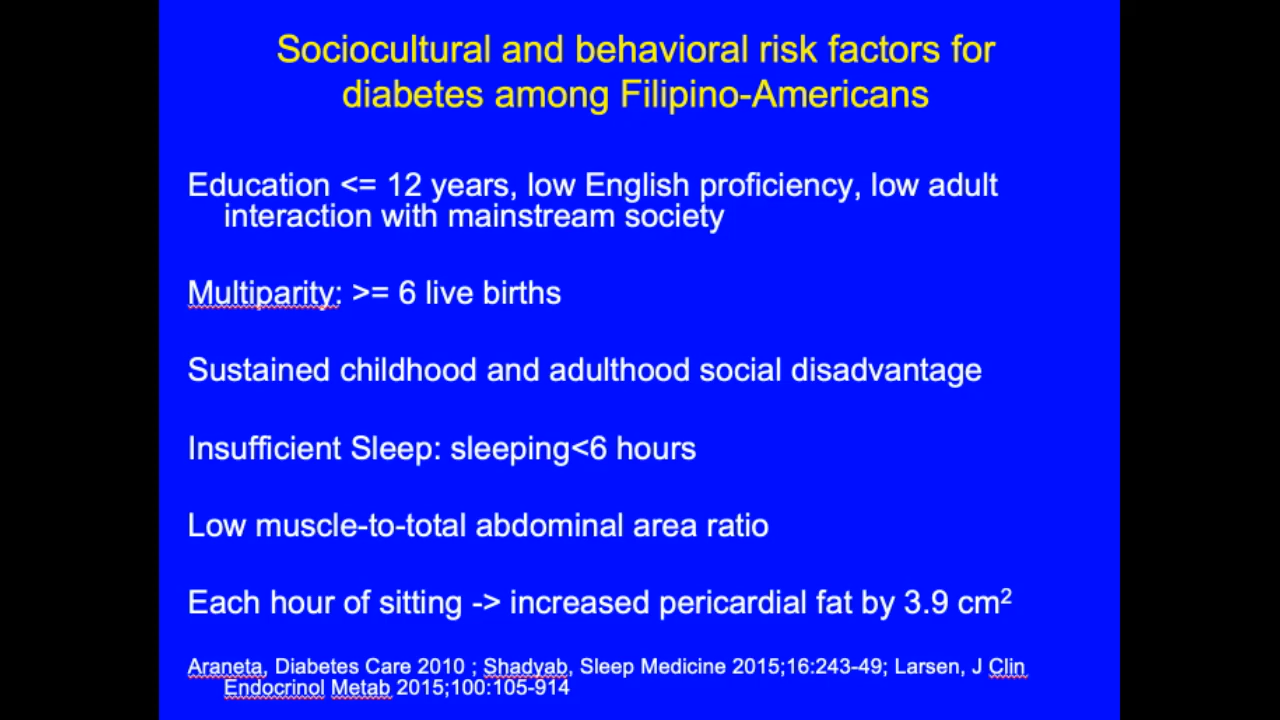 Sociocultural and behavioral risk factors for
diabetes among Filipino-Americans
Education <= 12 years, low English proficiency, low adult
interaction with mainstream society
Multiparity: >= 6 live births
Sustained childhood and adulthood social disadvantage
Insufficient Sleep: sleeping<6 hours
Low muscle-to-total abdominal area ratio
Each hour of sitting -> increased pericardial fat by 3.9 cm²
Araneta, Diabetes Care 2010 ; Shadyab, Sleep Medicine 2015;16:243-49; Larsen, J Clin
Endocrinol Metab 2015;100:105-914